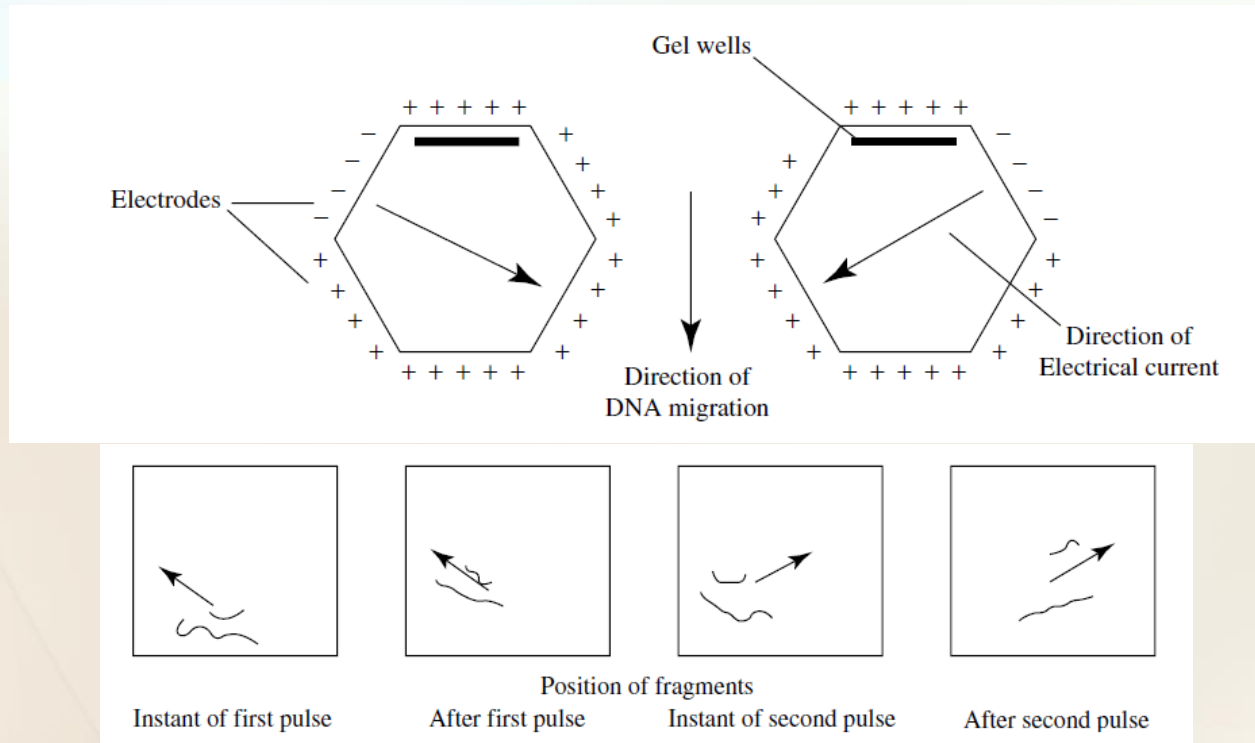 Gel wells
+ + + + +
+ + + + +
Electrodes
Direction of
DNA migration
Direction of
Electrical current
+ + + + +
+ + + + +
Position of fragments
Instant of first pulse
After first pulse
Instant of second pulse
After second pulse